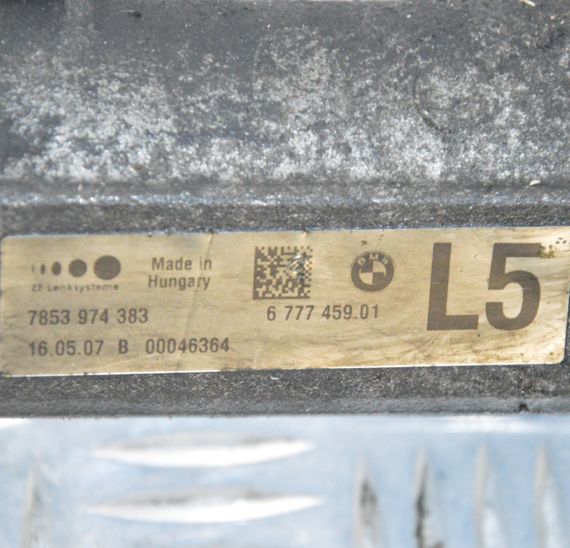 ZF Lenksysteme
Made in
Hungary
BMW
L5
7853 974 383
6 777 459.01
16.05.07 B 00046364